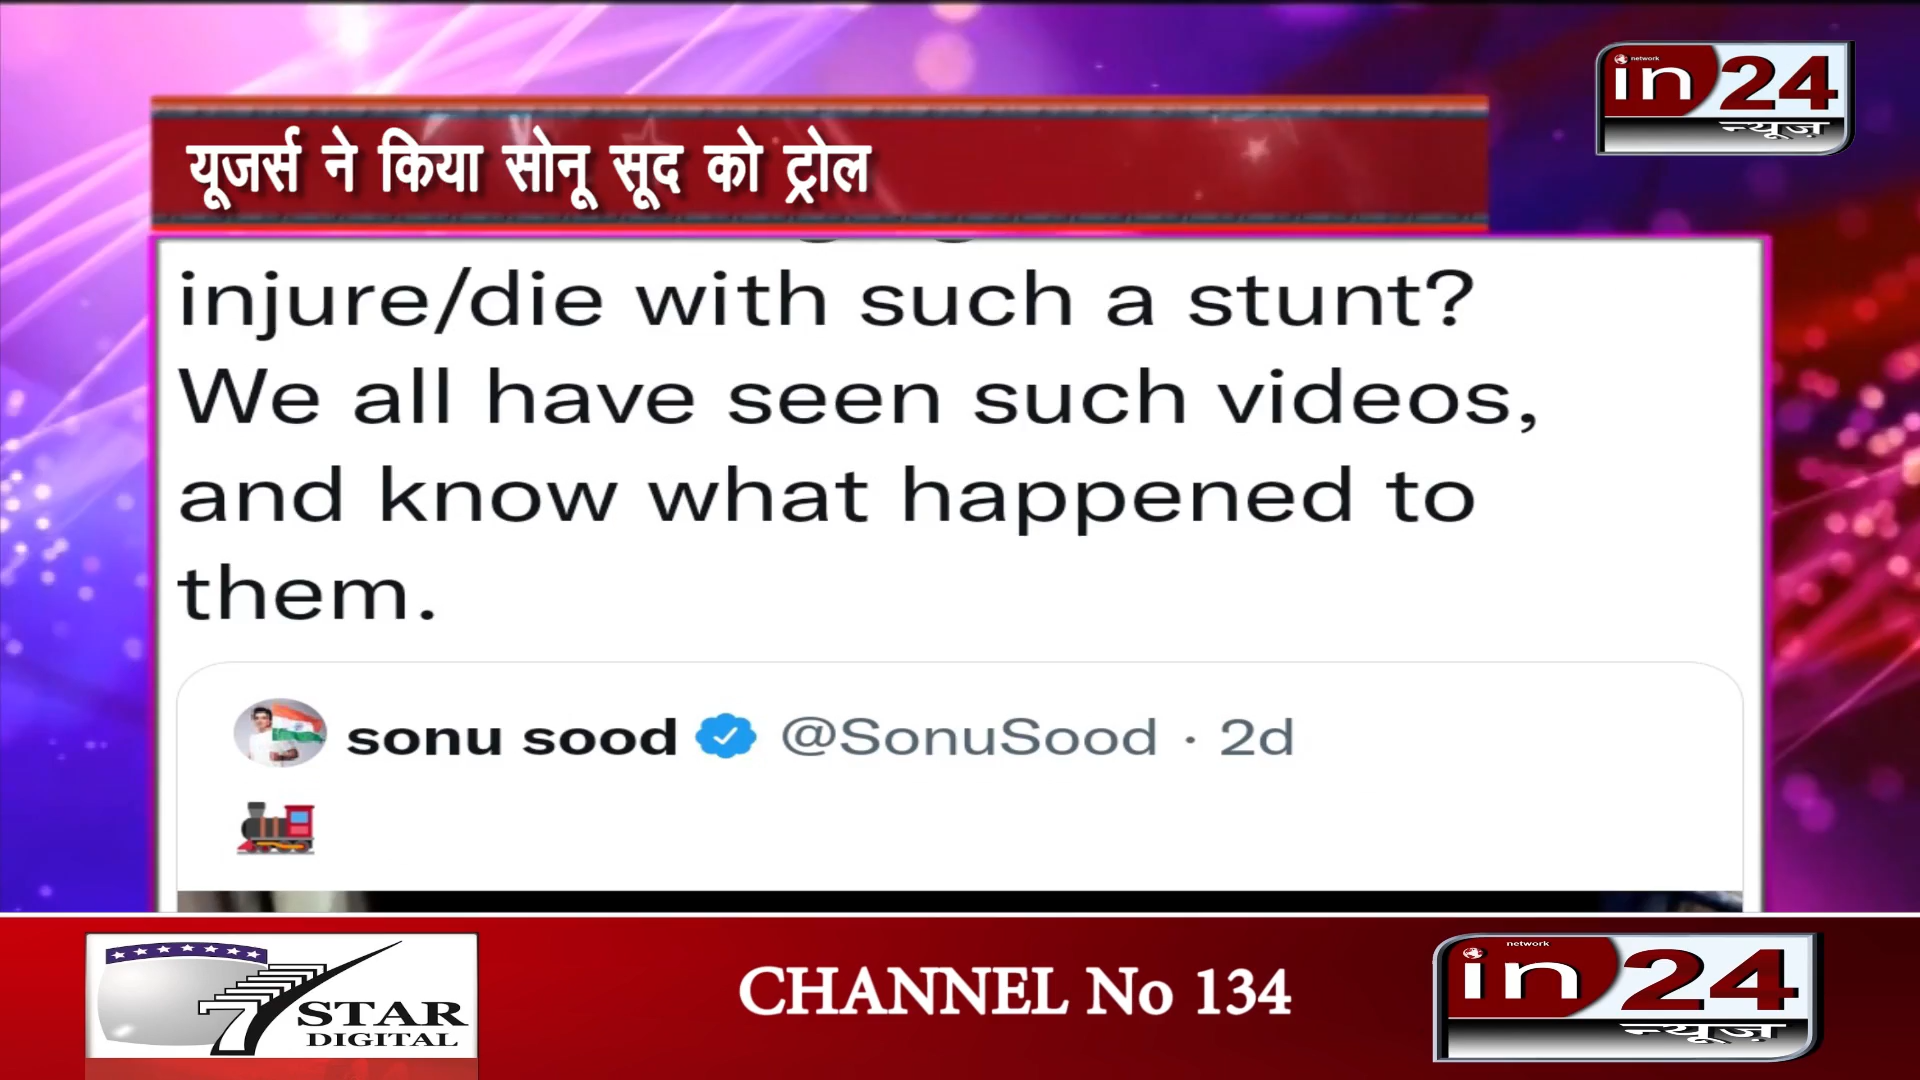 network
in 24
न्यूज़
यूजर्स ने किया सोनू सूद को ट्रोल
injure/die with such a stunt?
We all have seen such videos,
and know what happened to
them.
sonu sood @SonuSood · 2d
7 STAR
DIGITAL
CHANNEL No 134
network
in 24
न्यूज़